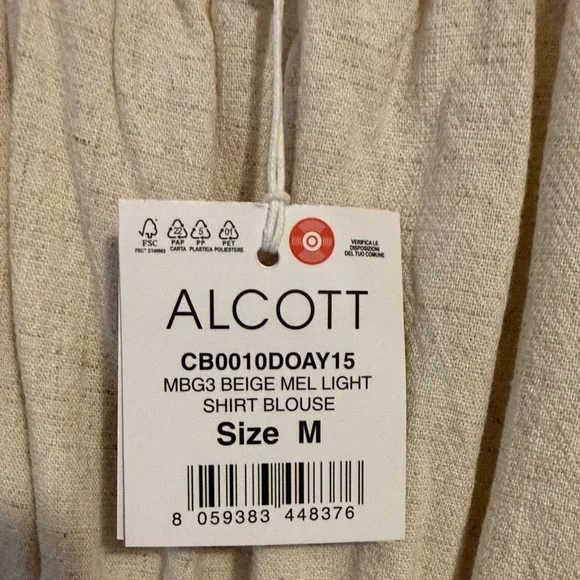 FSC
22 5 01
PAP PP PET
CARTA PLASTICA POLIESTERE
VERIFICA LE
DISPOSIZIONI
DEL TUO COMUNE
ALCOTT
CB0010DOAY15
MBG3 BEIGE MEL LIGHT
SHIRT BLOUSE
Size M
8 059383 448376